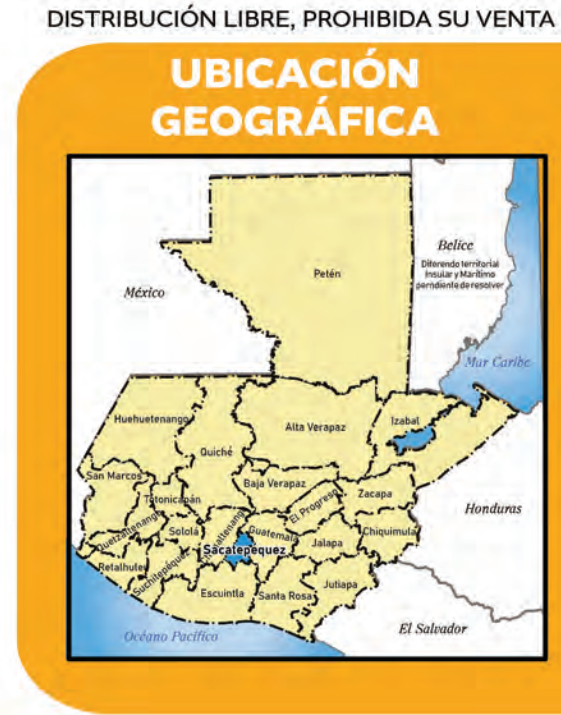 DISTRIBUCIÓN LIBRE, PROHIBIDA SU VENTA
UBICACIÓN
GEOGRÁFICA
Belice
Diferendo territorial
Insular y Marítimo
pendiente de resolver
Petén
México
Mar Caribe
Huehuetenango
Alta Verapaz
Izabal
Quiché
San Marcos
Baja Verapaz
Zacapa
Totonicapán
El Progreso
Honduras
Quetzaltenango
Sololá
Guatemala
Chiquimula
Jalapa
Sacatepéquez
Retalhuleu
Suchitepéquez
Jutiapa
Escuintla
Santa Rosa
El Salvador
Océano Pacífico